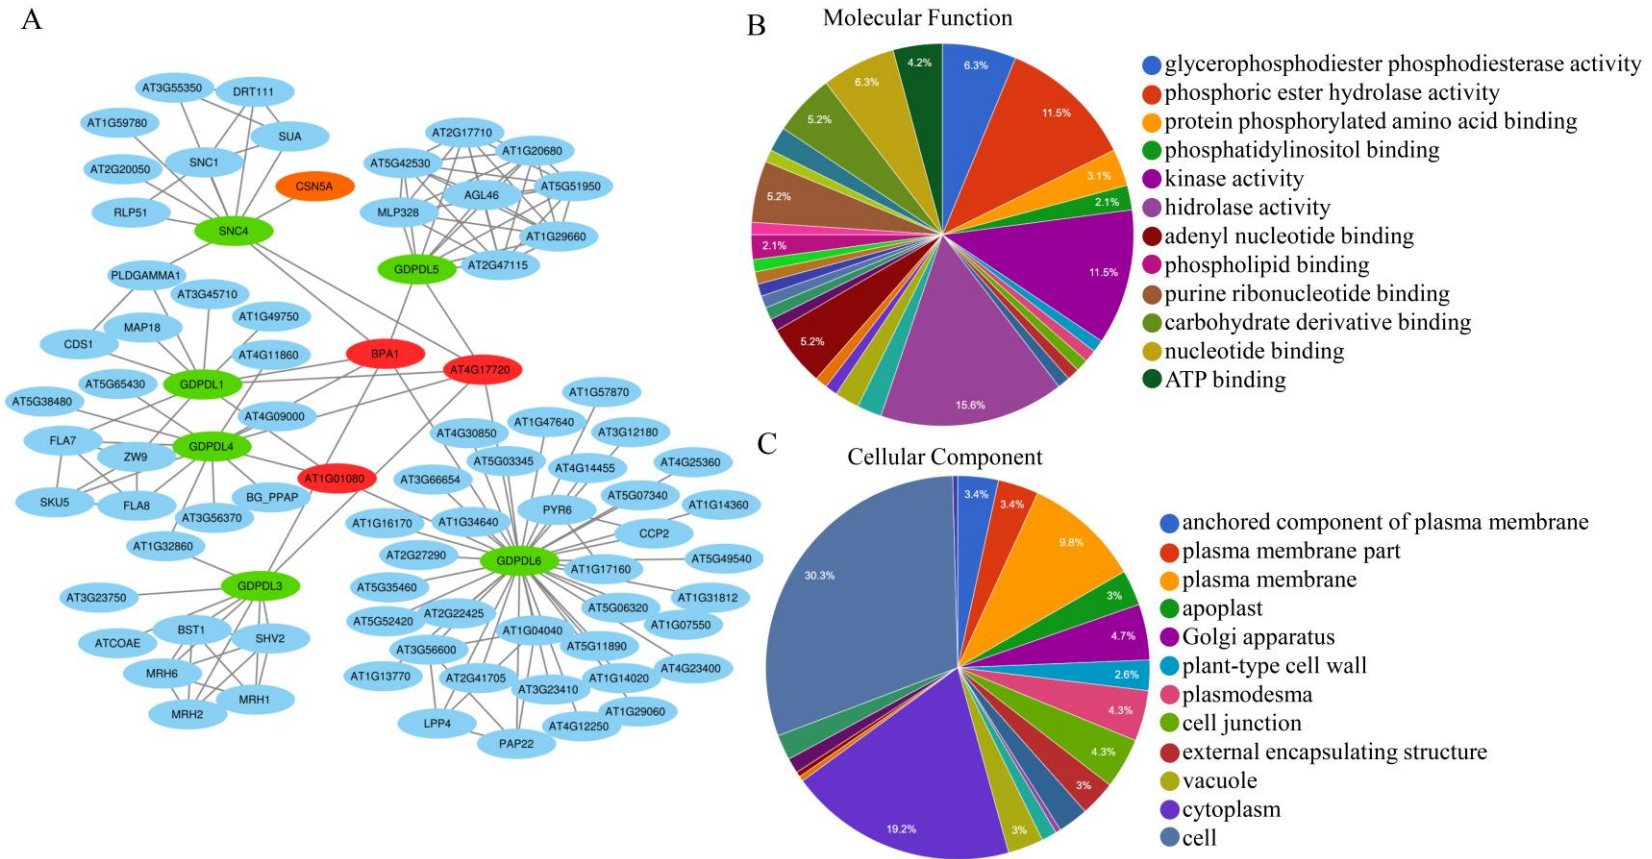 A
AT3G55350
DRT111
AT1G59780
SUA
SNC1
AT2G20050
CSN5A
RLP51
SNC4
AT2G17710
AT1G20680
AT5G42530
AT5G51950
AGL46
MLP328
AT1G29660
GDPDL5
AT2G47115
PLDGAMMA1
AT3G45710
AT1G49750
MAP18
CDS1
AT4G11860
BPA1
AT4G17720
GDPDL1
AT5G65430
AT5G38480
AT4G09000
FLA7
GDPDL4
ZW9
AT1G01080
SKU5
FLA8
BG_PPAP
AT3G56370
AT1G32860
GDPDL3
AT3G23750
ATCOAE
BST1
SHV2
MRH6
MRH1
MRH2
AT1G57870
AT1G47640
AT4G30850
AT3G12180
AT5G03345
AT4G14455
AT4G25360
AT3G66654
AT5G07340
PYR6
AT1G14360
AT1G16170
AT1G34640
CCP2
AT2G27290
GDPDL6
AT5G49540
AT1G17160
AT5G35460
AT1G31812
AT5G06320
AT2G22425
AT5G52420
AT1G07550
AT1G04040
AT3G56600
AT5G11890
AT4G23400
AT1G13770
AT2G41705
AT1G14020
AT3G23410
AT1G29060
LPP4
AT4G12250
PAP22
B
Molecular Function
6.3%
11.5%
3.1%
2.1%
11.5%
15.6%
5.2%
2.1%
5.2%
5.2%
6.3%
4.2%
glycerophosphodiester phosphodiesterase activity
phosphoric ester hydrolase activity
protein phosphorylated amino acid binding
phosphatidylinositol binding
kinase activity
hidrolase activity
adenyl nucleotide binding
phospholipid binding
purine ribonucleotide binding
carbohydrate derivative binding
nucleotide binding
ATP binding
C
Cellular Component
3.4%
3.4%
9.8%
3%
4.7%
2.6%
4.3%
4.3%
3%
3%
19.2%
30.3%
anchored component of plasma membrane
plasma membrane part
plasma membrane
apoplast
Golgi apparatus
plant-type cell wall
plasmodesma
cell junction
external encapsulating structure
vacuole
cytoplasm
cell